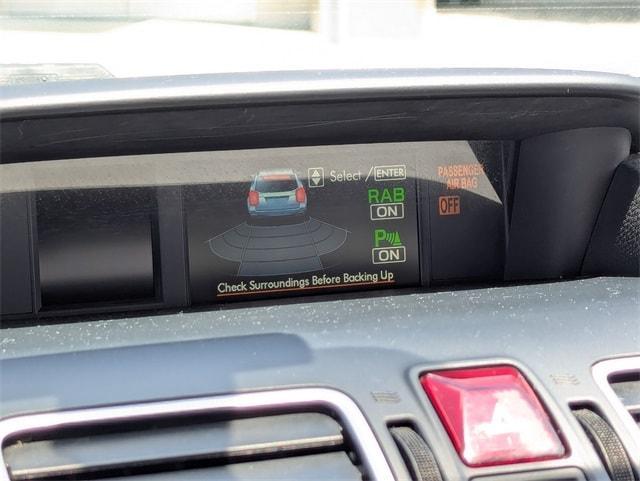 Select / ENTER
RAB
ON
P
ON
Check Surroundings Before Backing Up
PASSENGER
AIR BAG
OFF